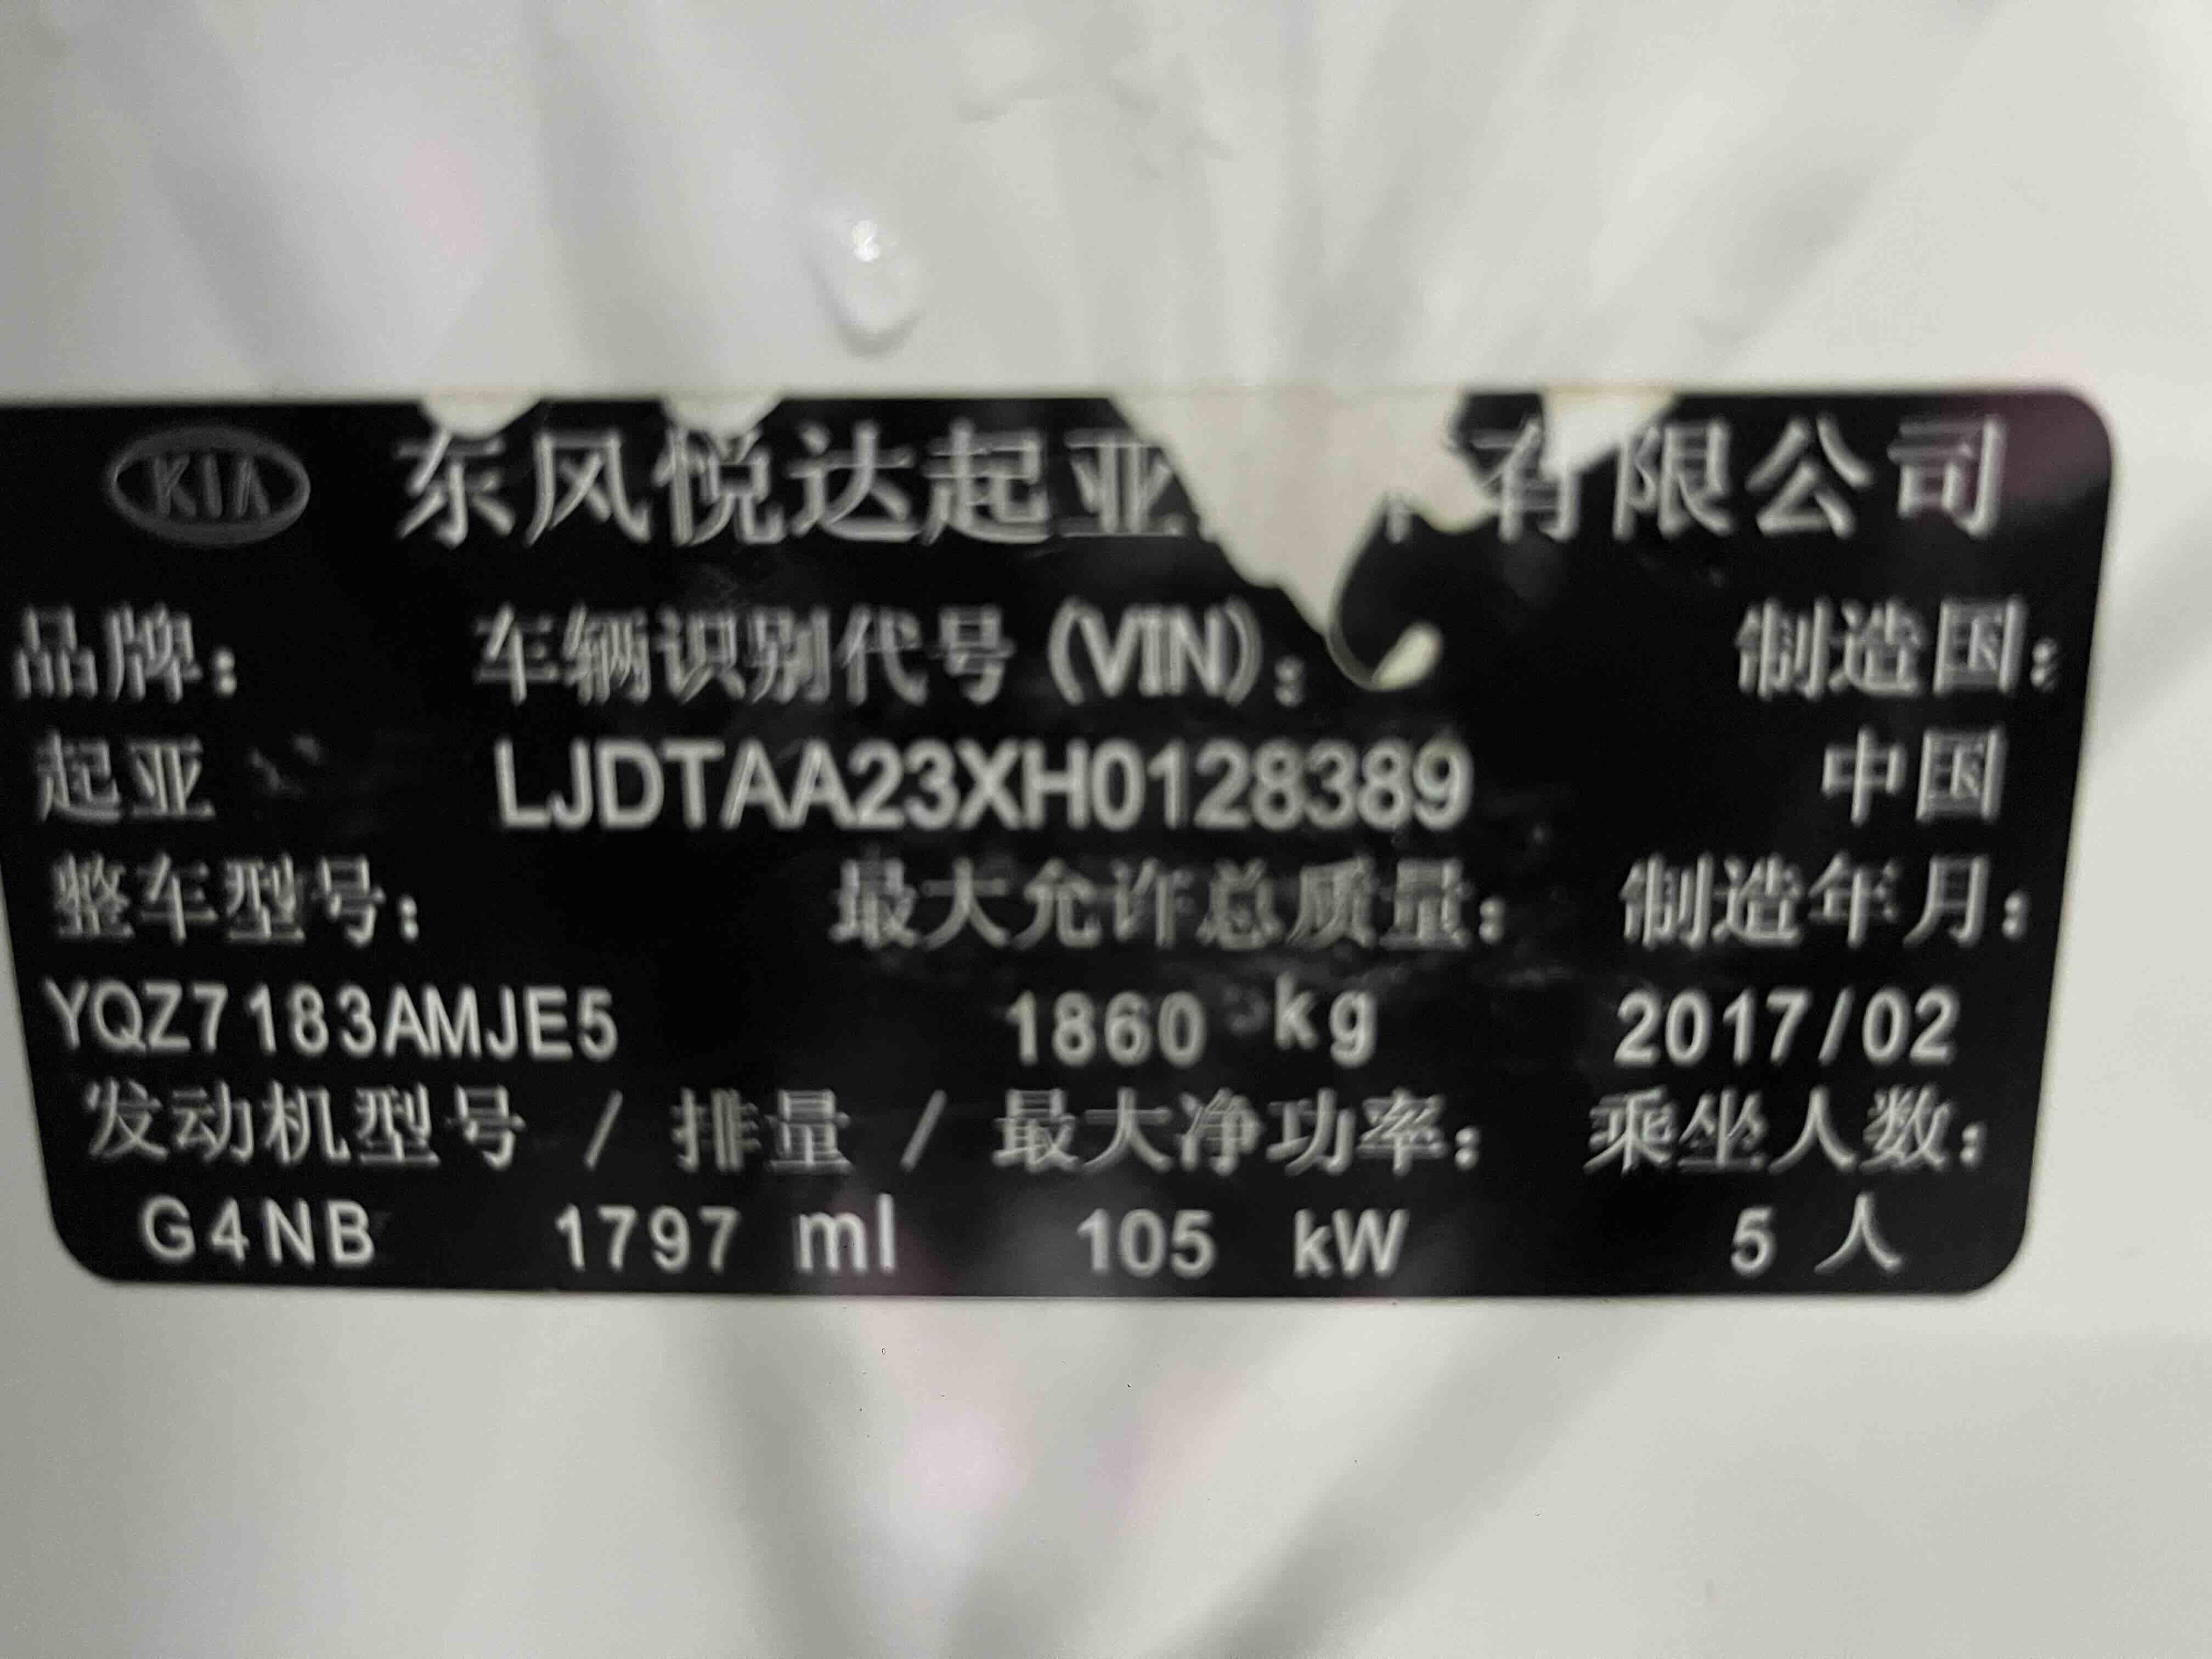 KIA 东风悦达起亚 有限公司
品牌： 车辆识别代号 (VIN)： 制造国：
起亚 LJDTAA23XH0128389 中国
整车型号： 最大允许总质量： 制造年月：
YQZ7183AMJE5 1860 kg 2017/02
发动机型号 / 排量 / 最大净功率： 乘坐人数：
G4NB 1797 ml 105 kW 5 人